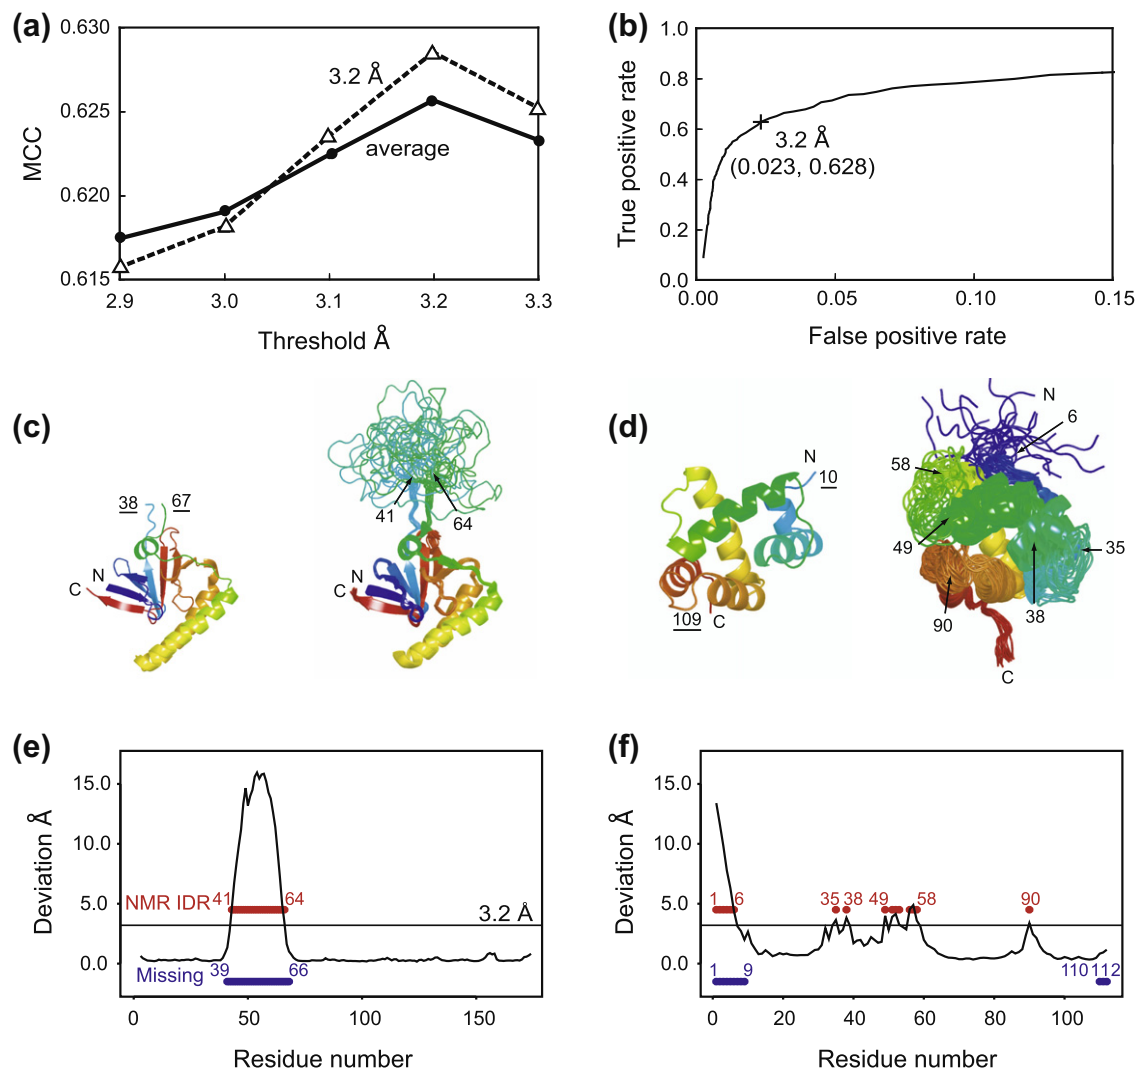 (a)
0.630
0.625
0.620
0.615
MCC
3.2 Å
average
2.9 3.0 3.1 3.2 3.3
Threshold Å
(b)
1.0
0.8
0.6
0.4
0.2
0.0
True positive rate
3.2 Å
(0.023, 0.628)
0.00 0.05 0.10 0.15
False positive rate
(c)
38 67
N
C
41 64
N
C
(d)
N
10
109 C
N
6
58
49
35
38
90
C
(e)
15.0
10.0
5.0
0.0
Deviation Å
NMR IDR 41 64
3.2 Å
Missing 39 66
0 50 100 150
Residue number
(f)
15.0
10.0
5.0
0.0
Deviation Å
1 6 35 38 49 58 90
1 9 110 112
0 20 40 60 80 100
Residue number